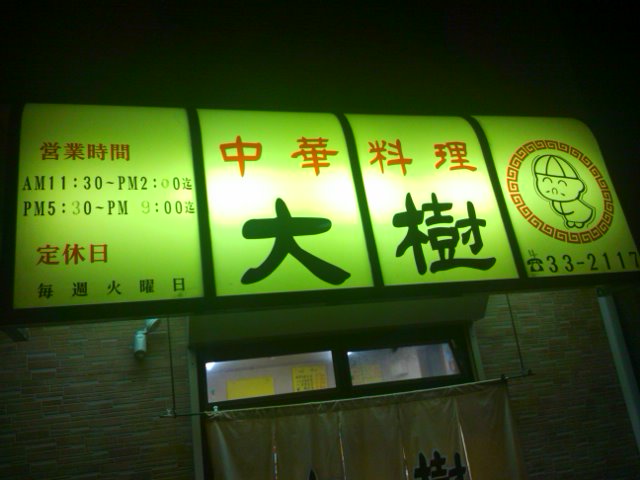 営業時間
AM11:30~PM2:00迄
PM5:30~PM 9:00迄
定休日
毎週火曜日
中華料理
大樹
☎33-2117
樹